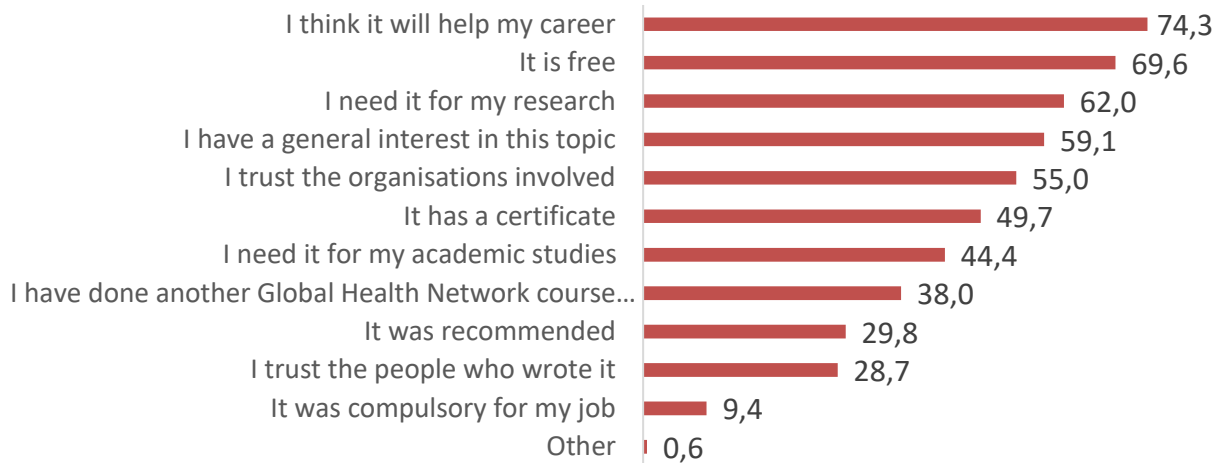 I think it will help my career 74,3
It is free 69,6
I need it for my research 62,0
I have a general interest in this topic 59,1
I trust the organisations involved 55,0
It has a certificate 49,7
I need it for my academic studies 44,4
I have done another Global Health Network course... 38,0
It was recommended 29,8
I trust the people who wrote it 28,7
It was compulsory for my job 9,4
Other 0,6